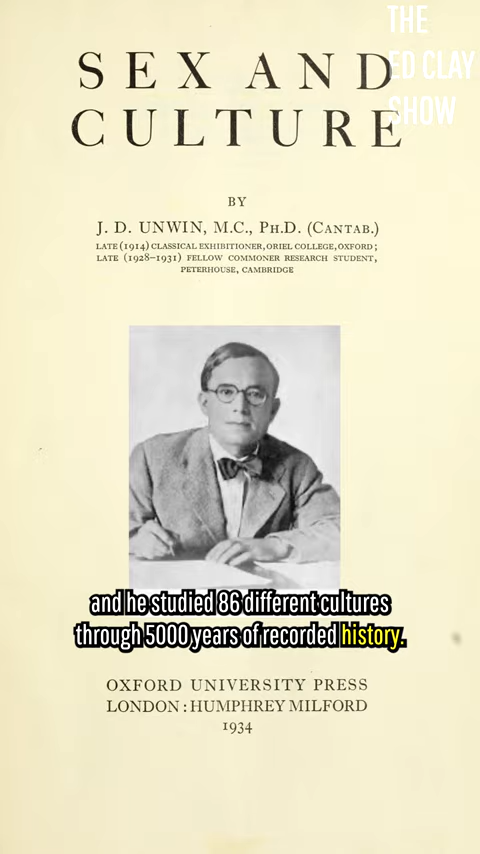 THE
ED CLAY
SHOW
SEX AND
CULTURE
BY
J. D. UNWIN, M.C., PH.D. (CANTAB.)
LATE (1914) CLASSICAL EXHIBITIONER, ORIEL COLLEGE, OXFORD;
LATE (1928–1931) FELLOW COMMONER RESEARCH STUDENT,
PETERHOUSE, CAMBRIDGE
and he studied 86 different cultures
through 5000 years of recorded history.
OXFORD UNIVERSITY PRESS
LONDON : HUMPHREY MILFORD
1934